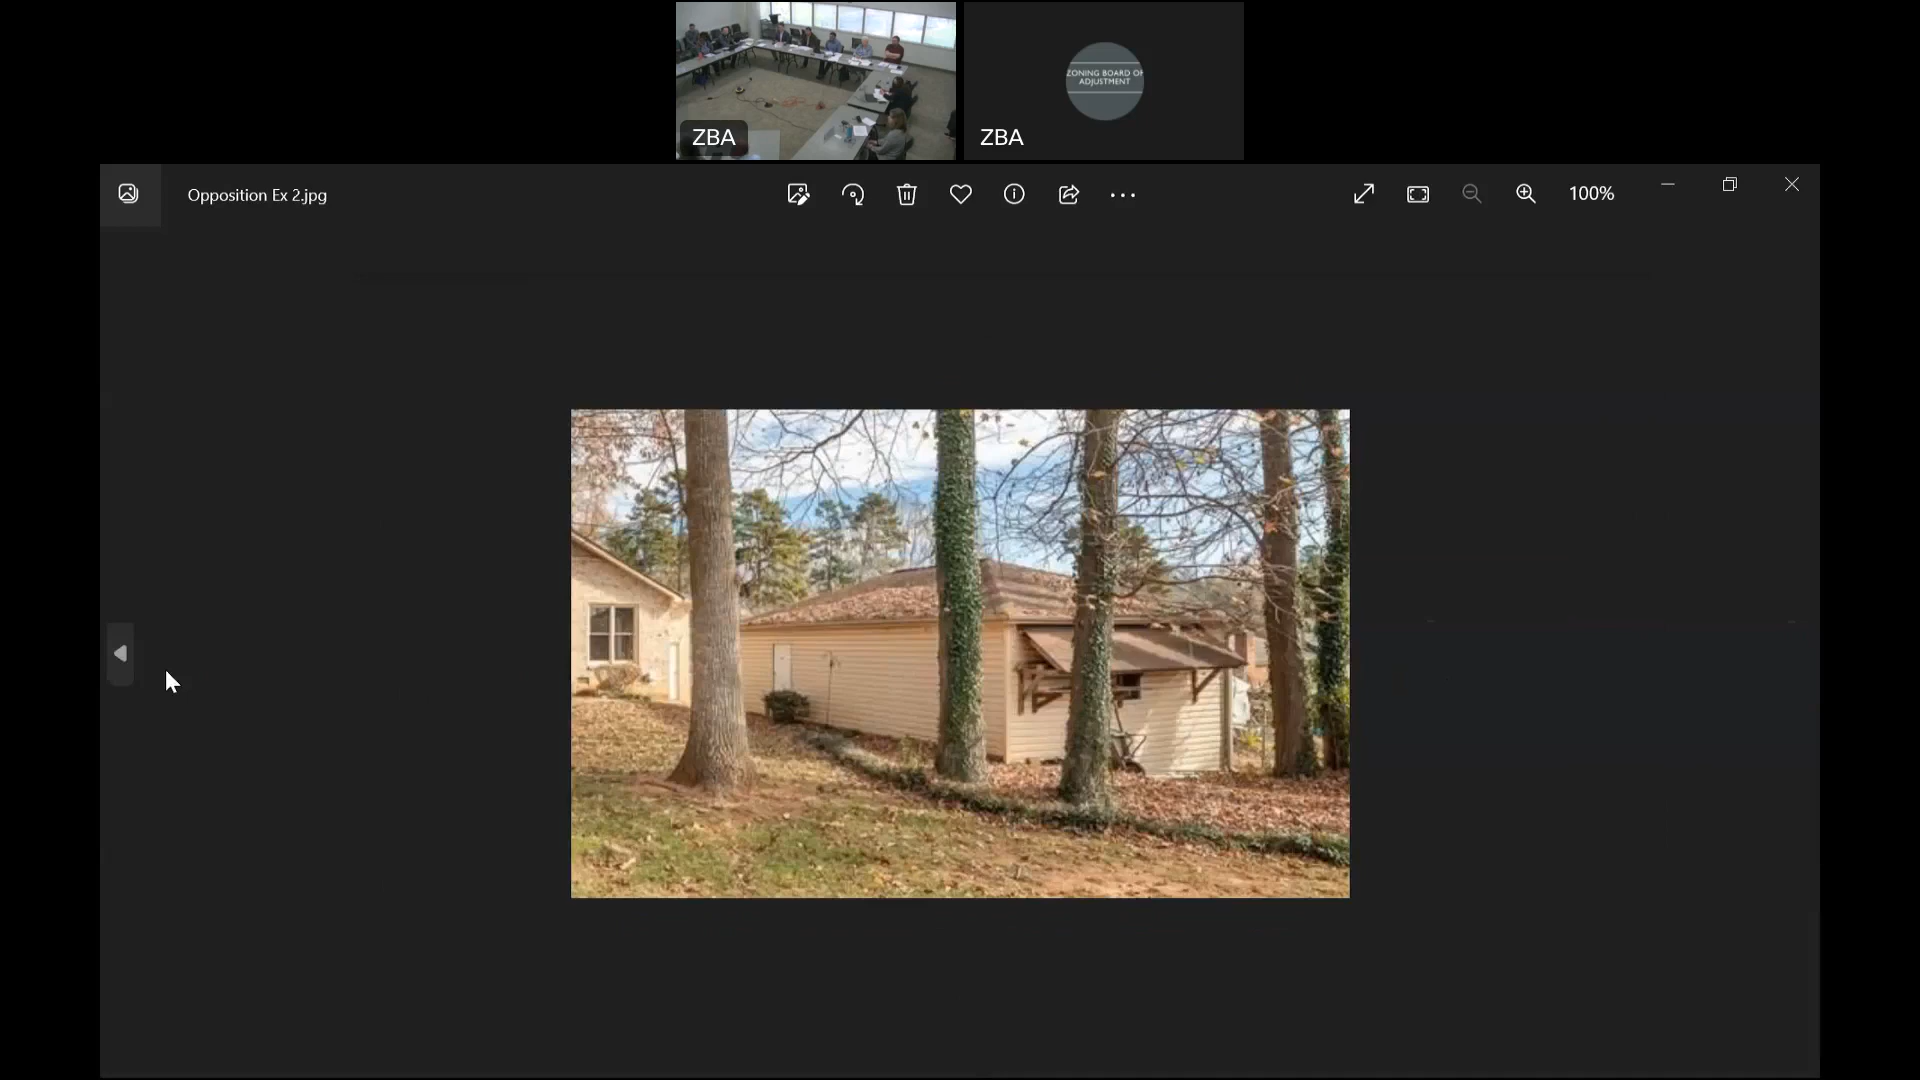 ZBA
ZONING BOARD OF
ADJUSTMENT
ZBA
Opposition Ex 2.jpg
100%